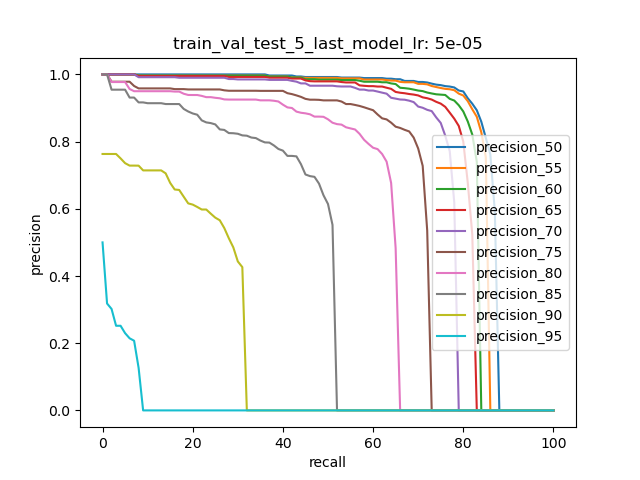 train_val_test_5_last_model_lr: 5e-05
1.0
0.8
0.6
0.4
0.2
0.0
precision
precision_50
precision_55
precision_60
precision_65
precision_70
precision_75
precision_80
precision_85
precision_90
precision_95
0 20 40 60 80 100
recall